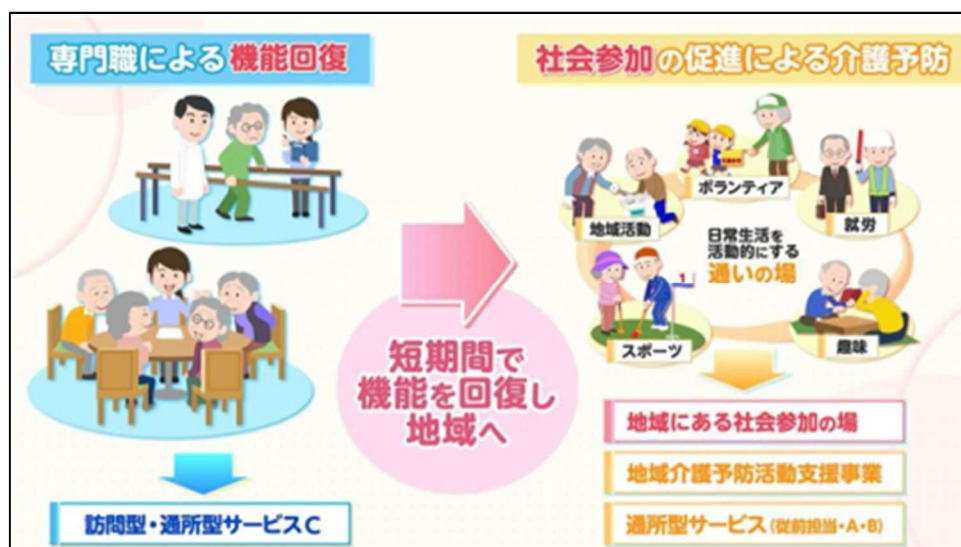 専門職による機能回復
訪問型・通所型サービスC
短期間で
機能を回復し
地域へ
社会参加の促進による介護予防
ボランティア
地域活動
就労
日常生活を
活動的にする
通いの場
スポーツ
趣味
地域にある社会参加の場
地域介護予防活動支援事業
通所型サービス(従前担当・A・B)